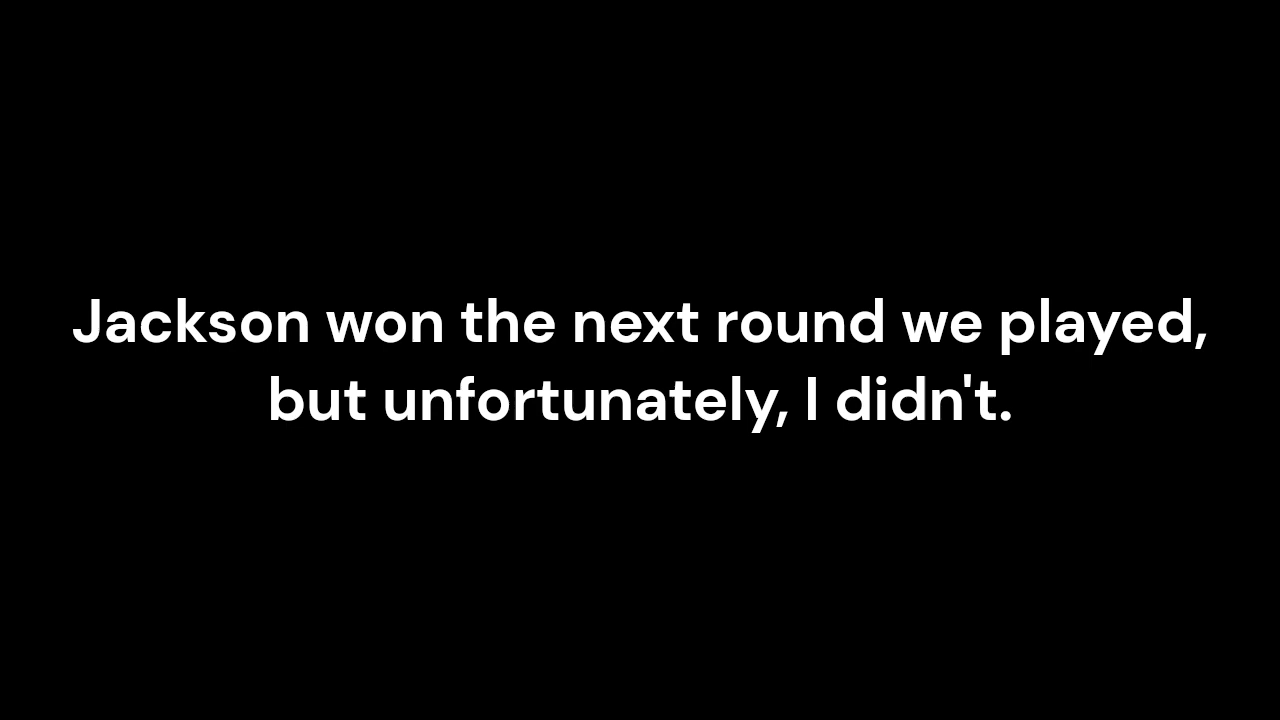 Jackson won the next round we played,
but unfortunately, I didn't.